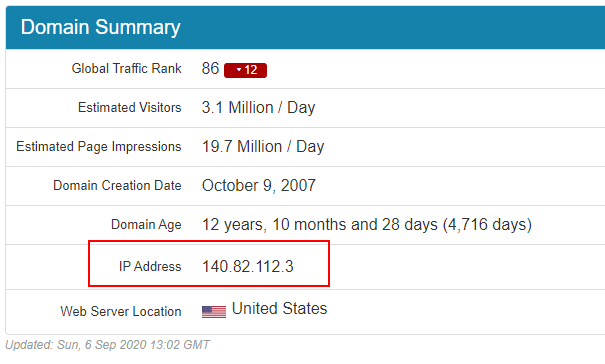 Domain Summary
Global Traffic Rank 86 12
Estimated Visitors 3.1 Million / Day
Estimated Page Impressions 19.7 Million / Day
Domain Creation Date October 9, 2007
Domain Age 12 years, 10 months and 28 days (4,716 days)
IP Address 140.82.112.3
Web Server Location United States
Updated: Sun, 6 Sep 2020 13:02 GMT